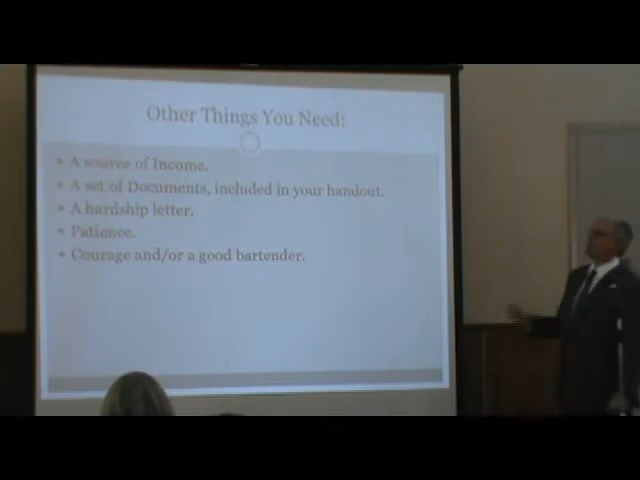 Other Things You Need:
A source of Income.
A set of Documents, included in your handout.
A hardship letter.
Patience.
Courage and/or a good bartender.